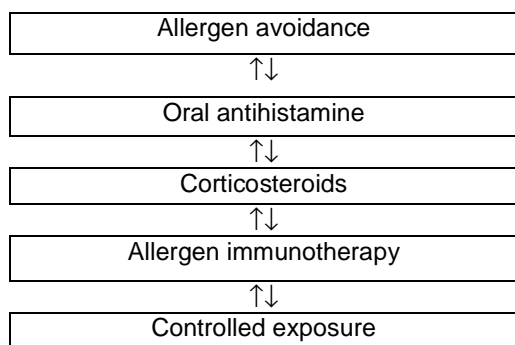 Allergen avoidance
↑↓
Oral antihistamine
↑↓
Corticosteroids
↑↓
Allergen immunotherapy
↑↓
Controlled exposure